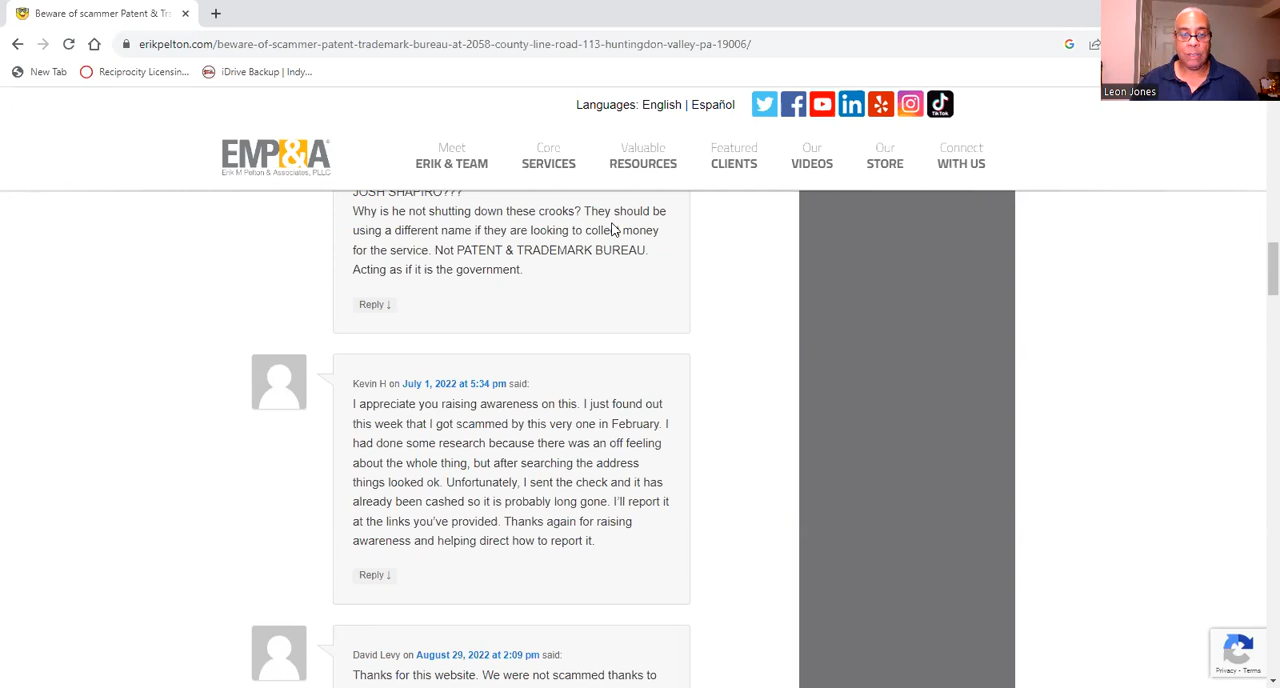 Beware of scammer Patent & Tr
erikpelton.com/beware-of-scammer-patent-trademark-bureau-at-2058-county-line-road-113-huntingdon-valley-pa-19006/
New Tab
Reciprocity Licensin...
iDrive Backup | Indy...
Leon Jones
Languages: English | Español
TikTok
EMP&A
Erik M Pelton & Associates, PLLC
Meet
ERIK & TEAM
Core
SERVICES
Valuable
RESOURCES
Featured
CLIENTS
Our
VIDEOS
Our
STORE
Connect
WITH US
JOSH SHAPIRO???
Why is he not shutting down these crooks? They should be
using a different name if they are looking to collect money
for the service. Not PATENT & TRADEMARK BUREAU.
Acting as if it is the government.
Reply ↓
Kevin H on July 1, 2022 at 5:34 pm said:
I appreciate you raising awareness on this. I just found out
this week that I got scammed by this very one in February. I
had done some research because there was an off feeling
about the whole thing, but after searching the address
things looked ok. Unfortunately, I sent the check and it has
already been cashed so it is probably long gone. I'll report it
at the links you've provided. Thanks again for raising
awareness and helping direct how to report it.
Reply ↓
David Levy on August 29, 2022 at 2:09 pm said:
Thanks for this website. We were not scammed thanks to
Privacy - Terms